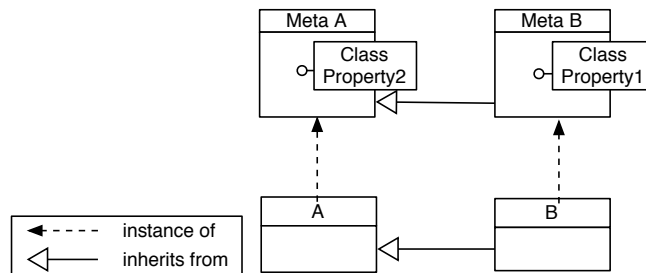 Meta A
Meta B
Class
Property2
Class
Property1
A
B
instance of
inherits from